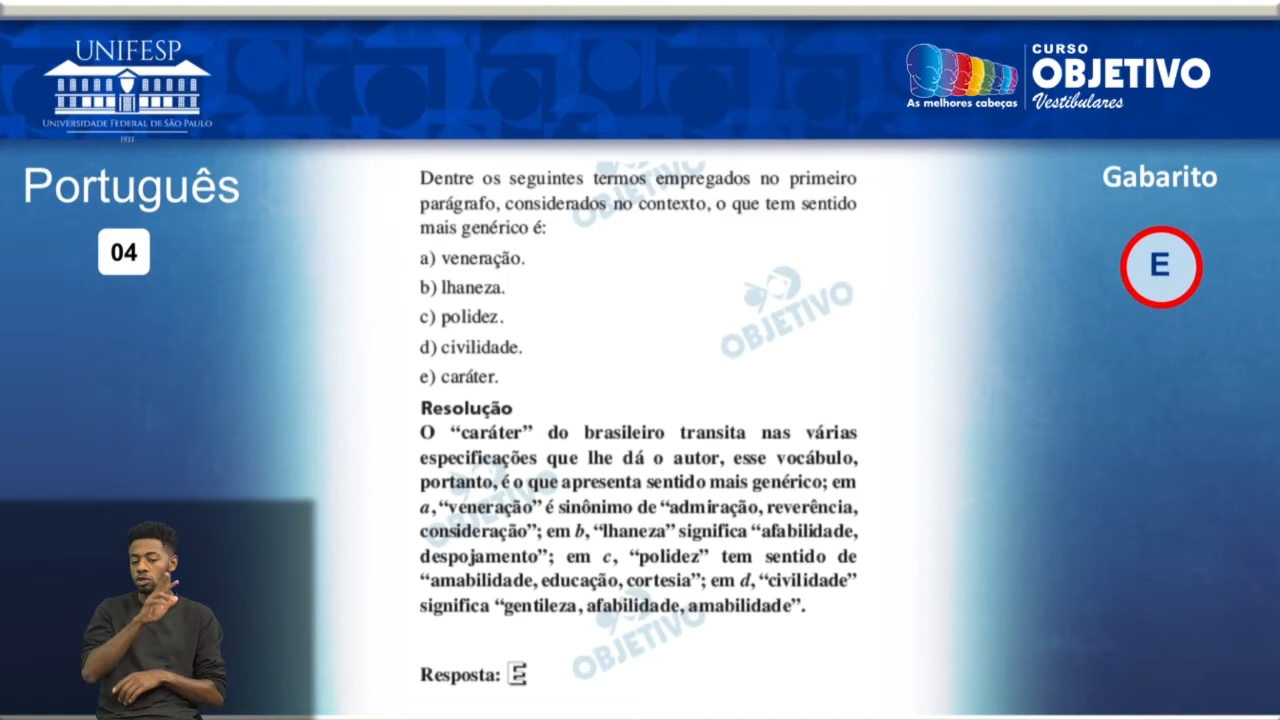 UNIFESP
UNIVERSIDADE FEDERAL DE SÃO PAULO
1933
CURSO
OBJETIVO
Vestibulares
As melhores cabeças
Português
04
Gabarito
E
Dentre os seguintes termos empregados no primeiro
parágrafo, considerados no contexto, o que tem sentido
mais genérico é:
a) veneração.
b) lhaneza.
c) polidez.
d) civilidade.
e) caráter.
Resolução
O “caráter” do brasileiro transita nas várias
especificações que lhe dá o autor, esse vocábulo,
portanto, é o que apresenta sentido mais genérico; em
a, “veneração” é sinônimo de “admiração, reverência,
consideração”; em b, “lhaneza” significa “afabilidade,
despojamento”; em c, “polidez” tem sentido de
“amabilidade, educação, cortesia”; em d, “civilidade”
significa “gentileza, afabilidade, amabilidade”.
Resposta: E
OBJETIVO
OBJETIVO
OBJETIVO
OBJETIVO